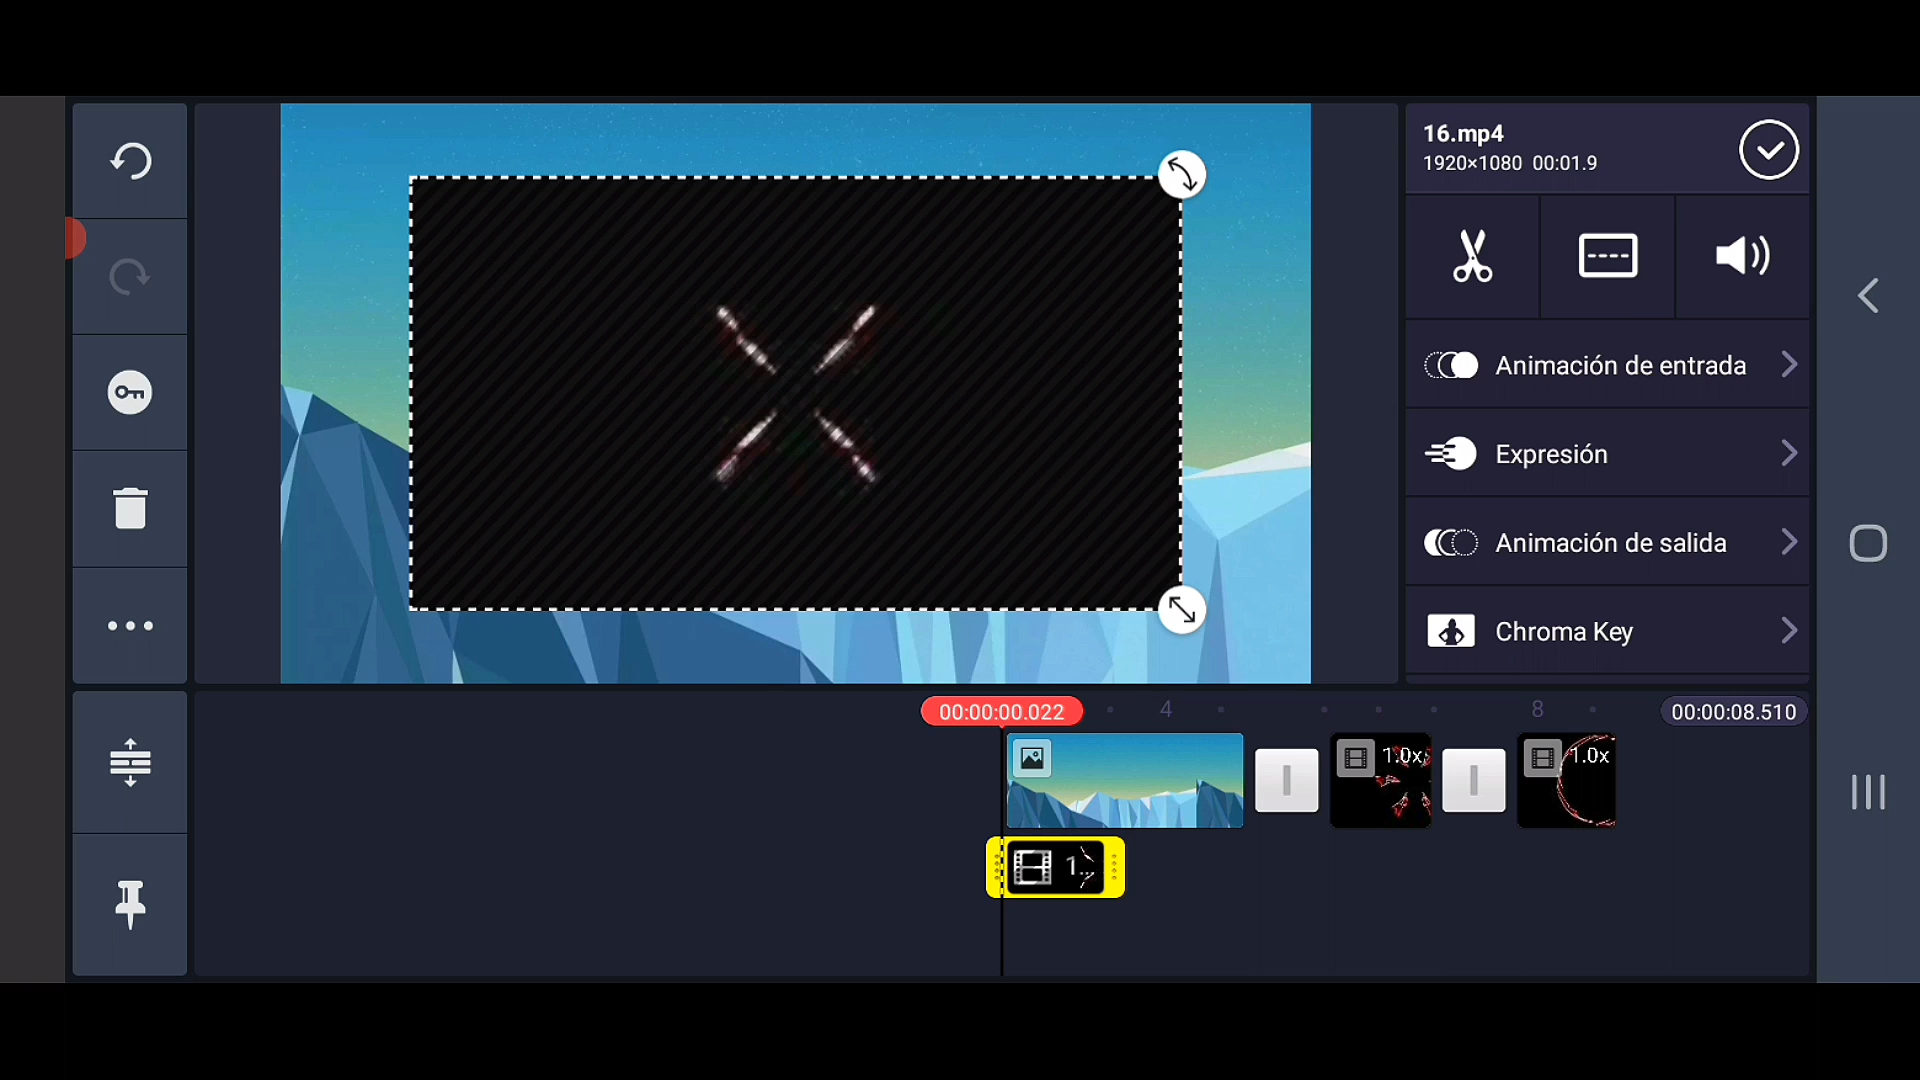 16.mp4
1920×1080 00:01.9
Animación de entrada
Expresión
Animación de salida
Chroma Key
00:00:00.022
4
8
00:00:08.510
1.0x
1.0x
1...